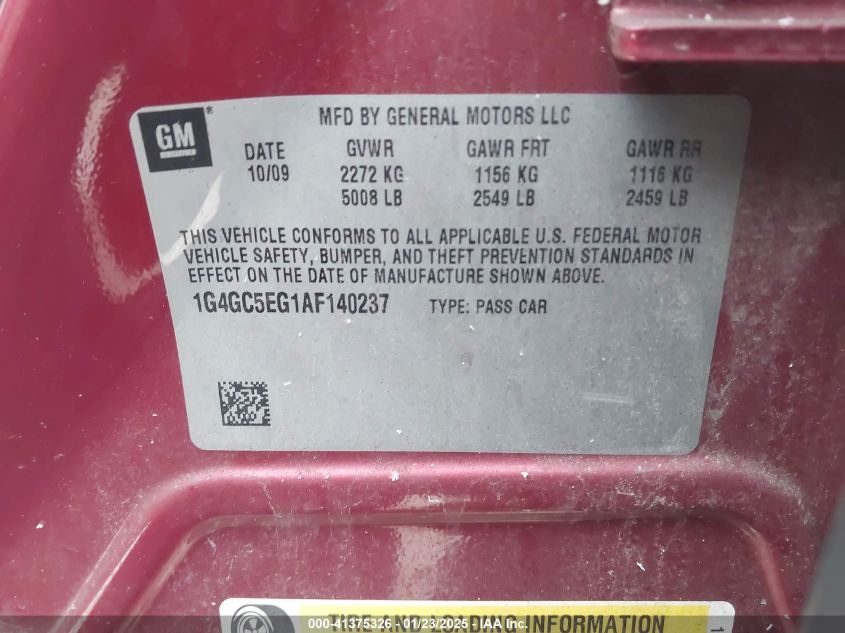 GM
MFD BY GENERAL MOTORS LLC
DATE GVWR GAWR FRT GAWR RR
10/09 2272 KG 1156 KG 1116 KG
5008 LB 2549 LB 2459 LB
THIS VEHICLE CONFORMS TO ALL APPLICABLE U.S. FEDERAL MOTOR
VEHICLE SAFETY, BUMPER, AND THEFT PREVENTION STANDARDS IN
EFFECT ON THE DATE OF MANUFACTURE SHOWN ABOVE.
1G4GC5EG1AF140237 TYPE: PASS CAR
TIRE AND LOADING INFORMATION
000-41375326 - 01/23/2025 - IAA Inc.